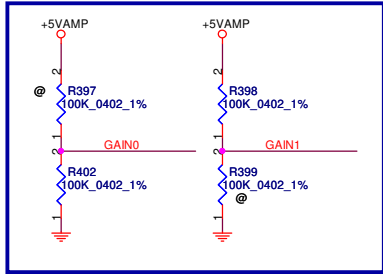 +5VAMP +5VAMP
2 2
@ R397 R398
100K_0402_1% 100K_0402_1%
1 1
GAIN0 GAIN1
2 2
R402 R399
100K_0402_1% 100K_0402_1%
@
1 1